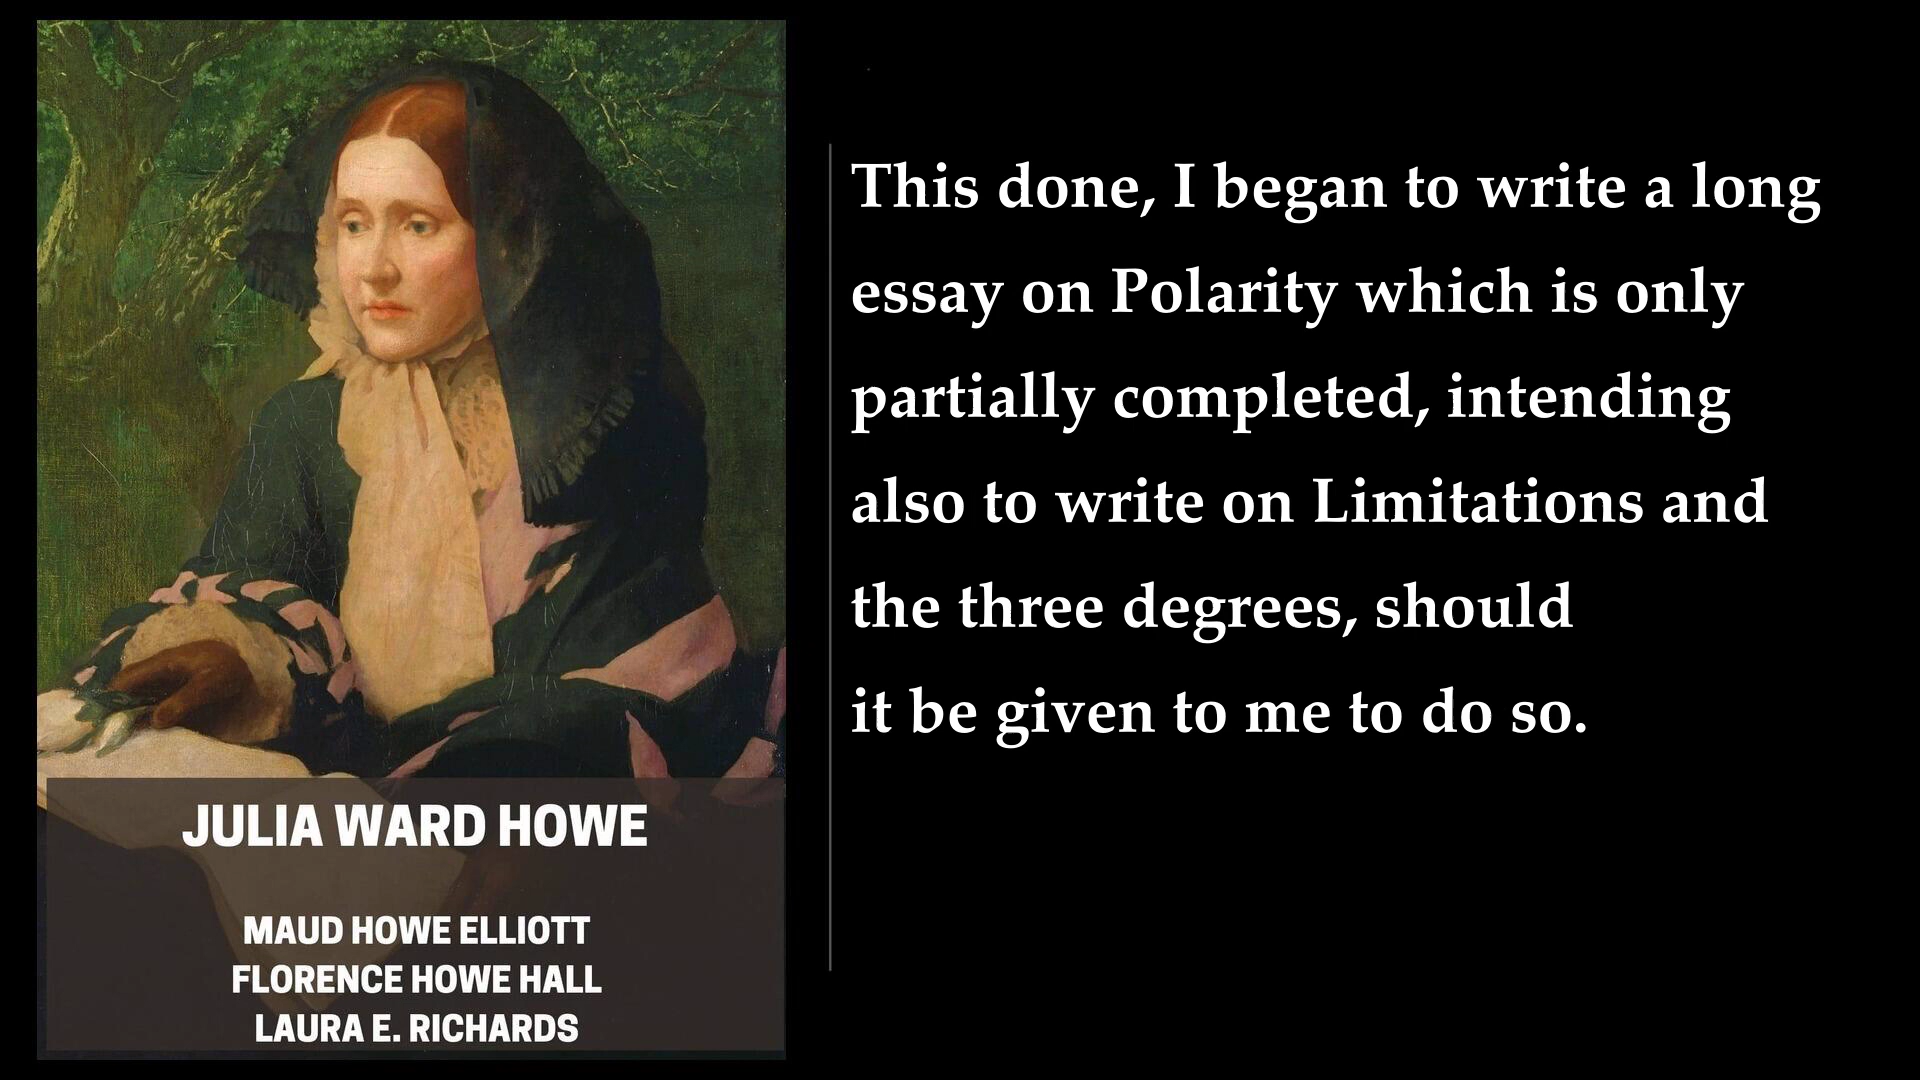 JULIA WARD HOWE
MAUD HOWE ELLIOTT
FLORENCE HOWE HALL
LAURA E. RICHARDS
This done, I began to write a long
essay on Polarity which is only
partially completed, intending
also to write on Limitations and
the three degrees, should
it be given to me to do so.